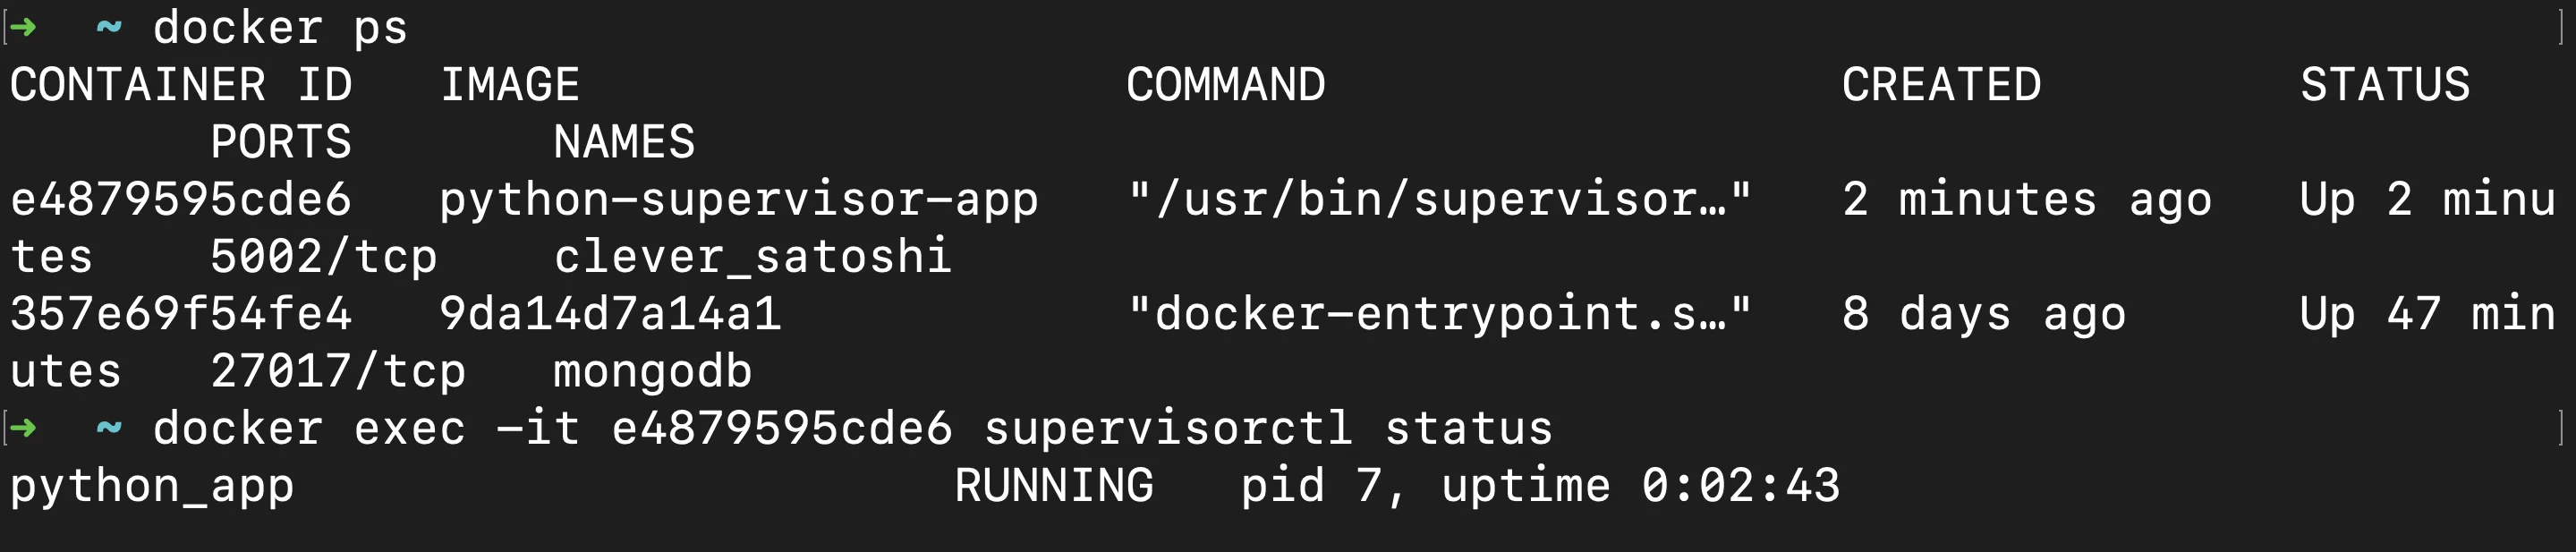 [➜  ~ docker ps ]
CONTAINER ID   IMAGE                   COMMAND                  CREATED         STATUS
       PORTS       NAMES
e4879595cde6   python-supervisor-app   "/usr/bin/supervisor…"   2 minutes ago   Up 2 minu
tes    5002/tcp    clever_satoshi
357e69f54fe4   9da14d7a14a1            "docker-entrypoint.s…"   8 days ago      Up 47 min
utes   27017/tcp   mongodb
[➜  ~ docker exec -it e4879595cde6 supervisorctl status ]
python_app                       RUNNING   pid 7, uptime 0:02:43